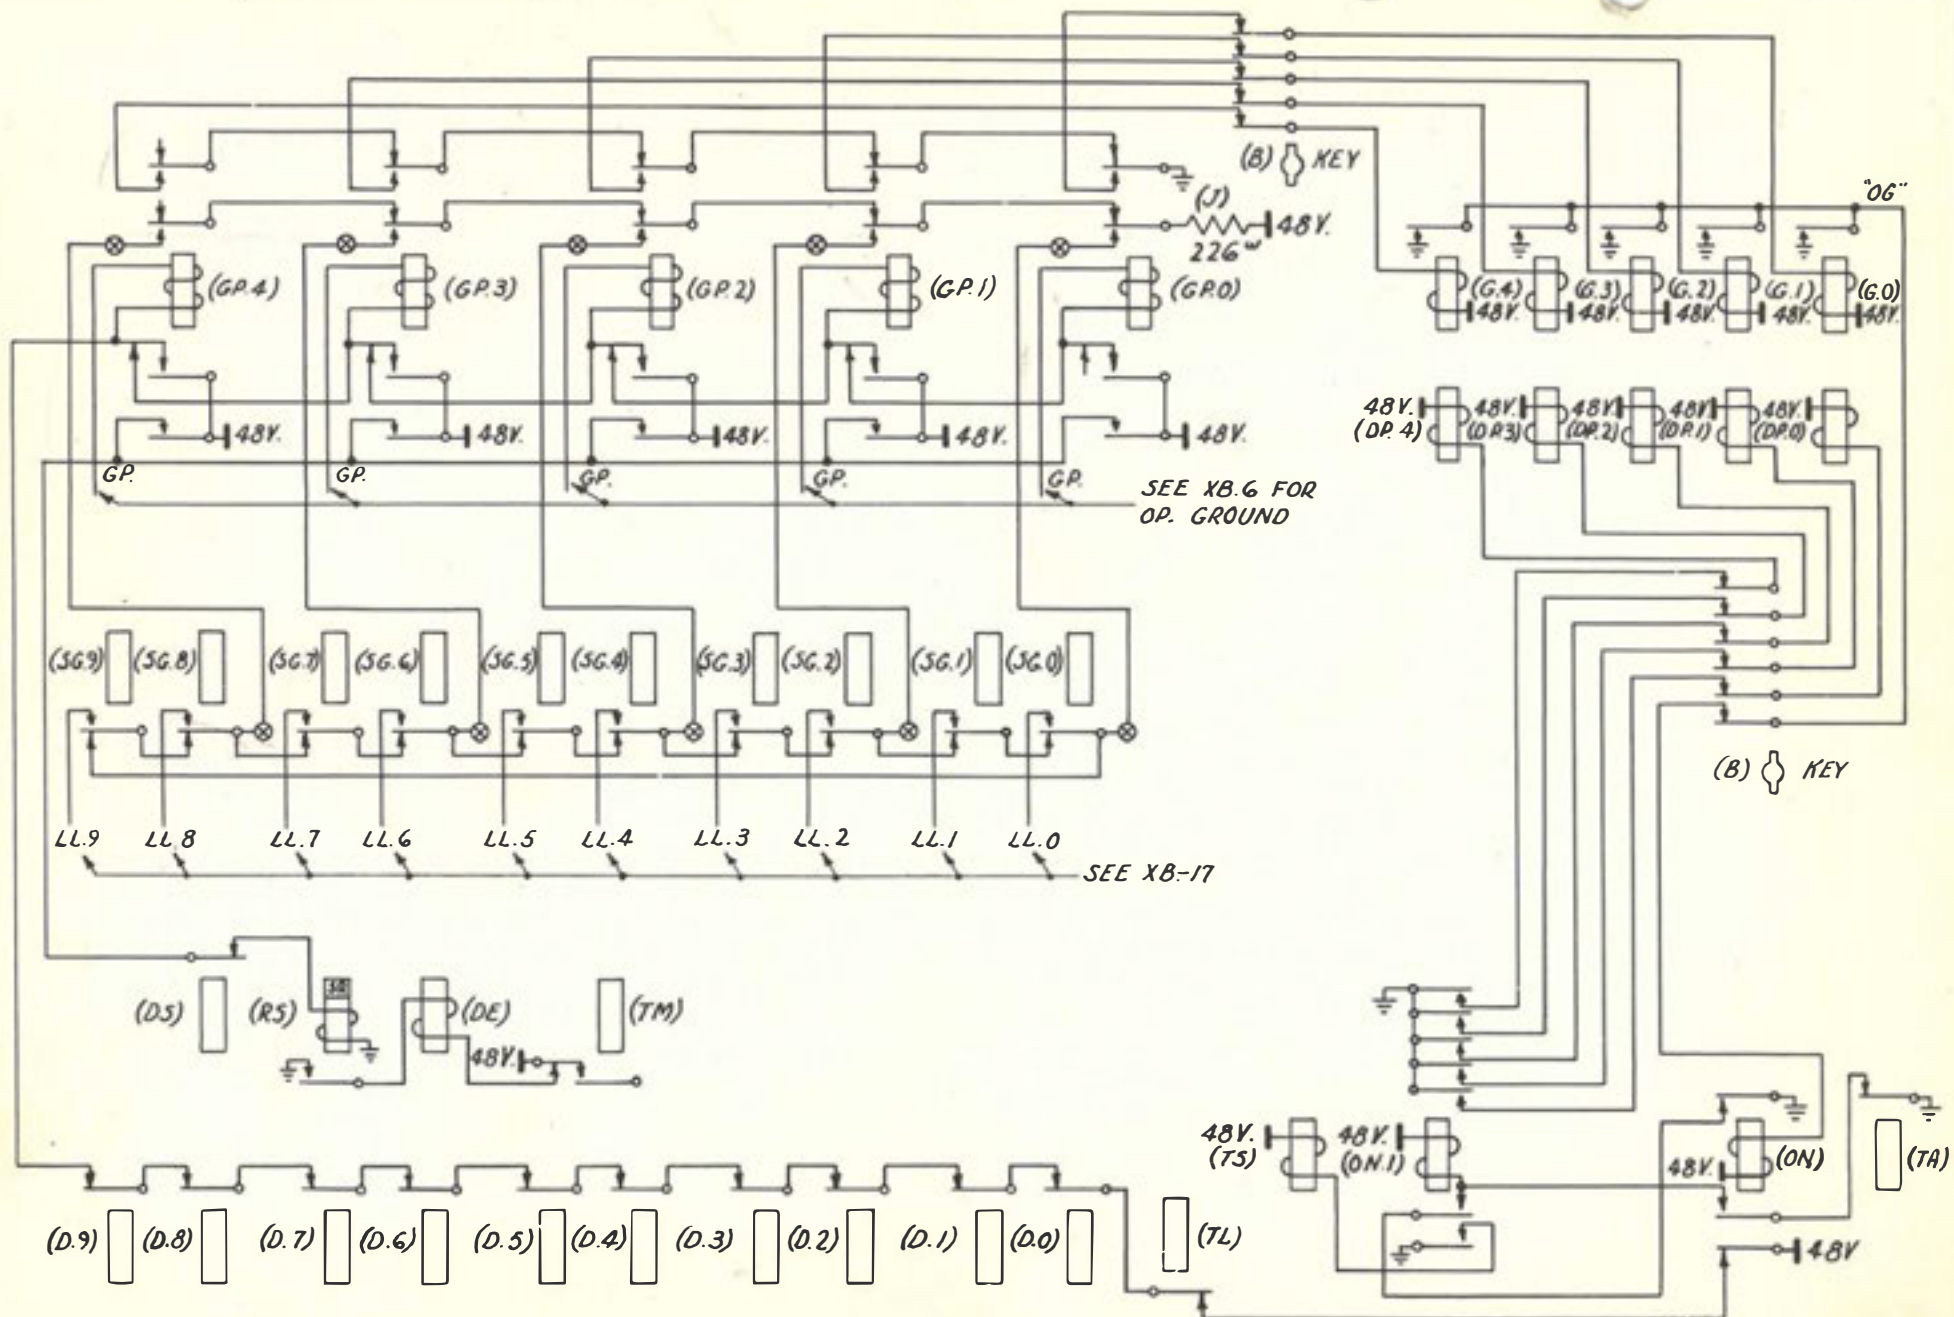 (B) KEY
"OG"
(J)
226ω 48V.
(GP.4) (GP.3) (GP.2) (GP.1) (GP.0)
(G.4) (G.3) (G.2) (G.1) (G.0)
48V. 48V. 48V. 48V. 48V.
48V. 48V. 48V. 48V. 48V.
(DP.4) (DP.3) (DP.2) (DP.1) (DP.0)
48V. 48V. 48V. 48V. 48V.
GP. GP. GP. GP. GP.
SEE XB.6 FOR
OP. GROUND
(SG.9) (SG.8) (SG.7) (SG.6) (SG.5) (SG.4) (SG.3) (SG.2) (SG.1) (SG.0)
(B) KEY
LL.9 LL.8 LL.7 LL.6 LL.5 LL.4 LL.3 LL.2 LL.1 LL.0
SEE XB-17
(DS) (RS) (DE) (TM)
48V.
48V. 48V.
(TS) (ON.1) 48V. (ON) (TA)
(D.9) (D.8) (D.7) (D.6) (D.5) (D.4) (D.3) (D.2) (D.1) (D.0) (TL)
48V